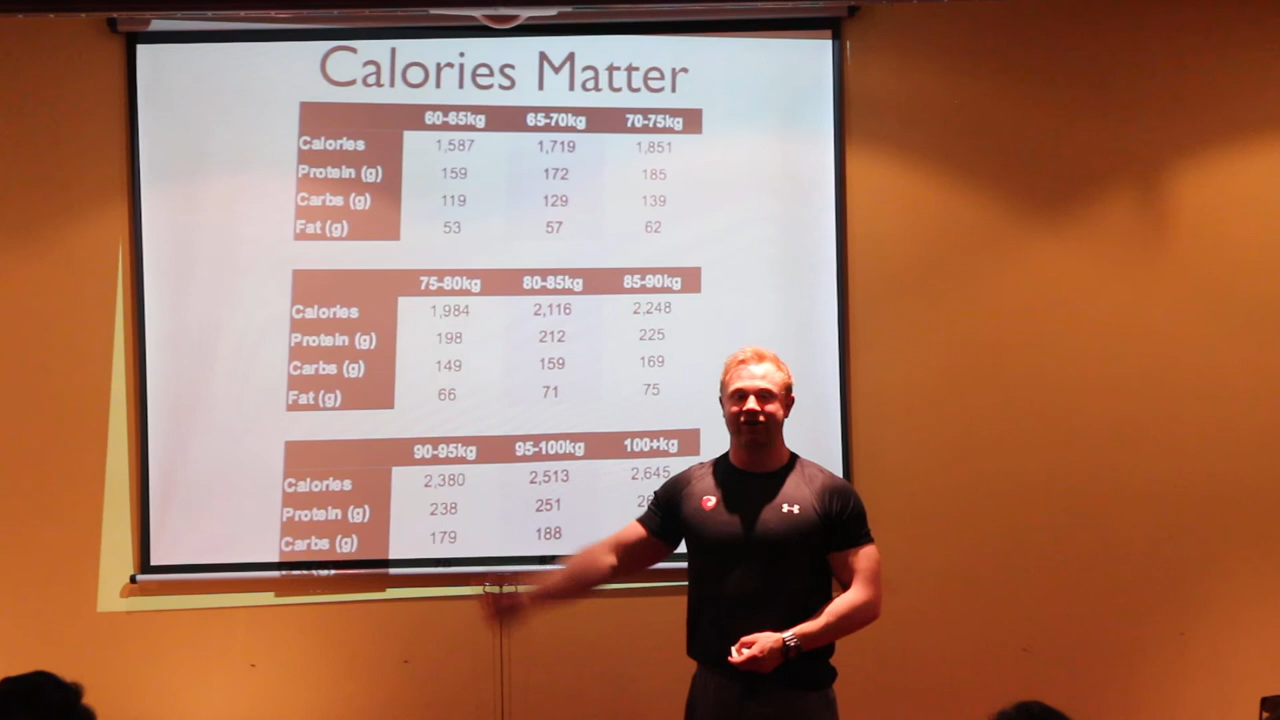 Calories Matter
60-65kg 65-70kg 70-75kg
Calories 1,587 1,719 1,851
Protein (g) 159 172 185
Carbs (g) 119 129 139
Fat (g) 53 57 62
75-80kg 80-85kg 85-90kg
Calories 1,984 2,116 2,248
Protein (g) 198 212 225
Carbs (g) 149 159 169
Fat (g) 66 71 75
90-95kg 95-100kg 100+kg
Calories 2,380 2,513 2,645
Protein (g) 238 251
Carbs (g) 179 188
Fat (g)